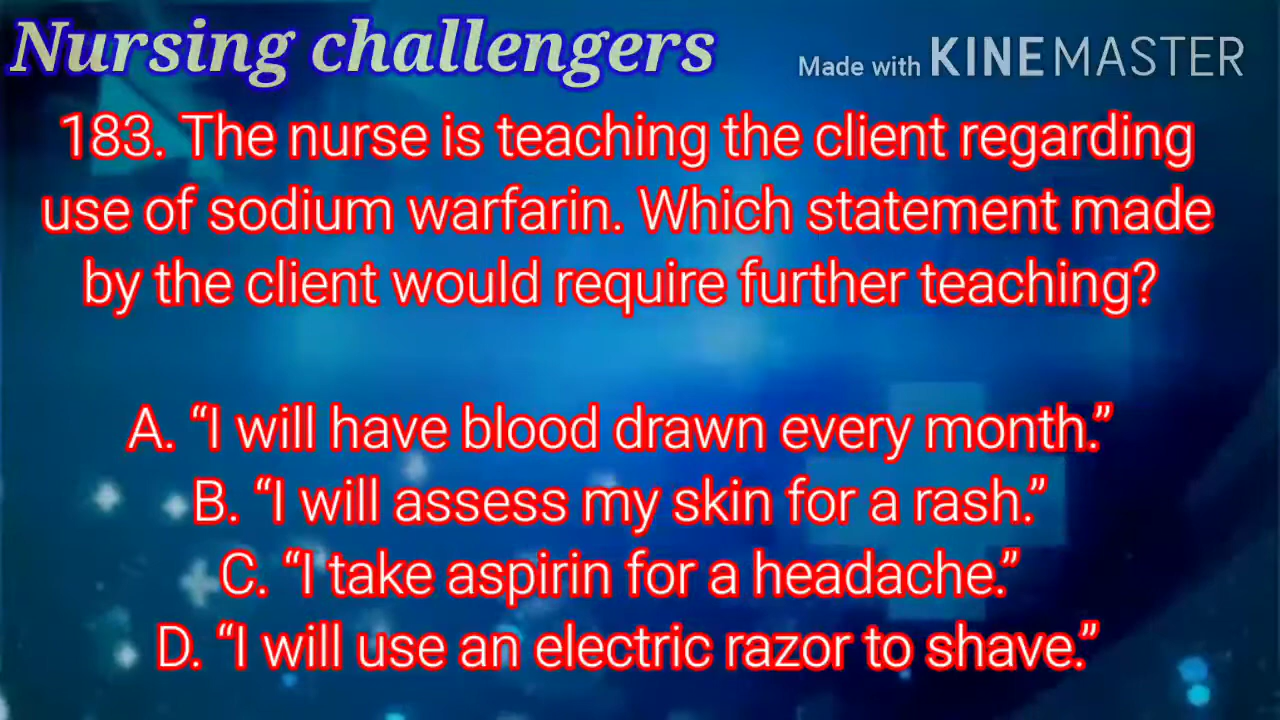 Nursing challengers
Made with KINEMASTER
183. The nurse is teaching the client regarding
use of sodium warfarin. Which statement made
by the client would require further teaching?
A. “I will have blood drawn every month.”
B. “I will assess my skin for a rash.”
C. “I take aspirin for a headache.”
D. “I will use an electric razor to shave.”